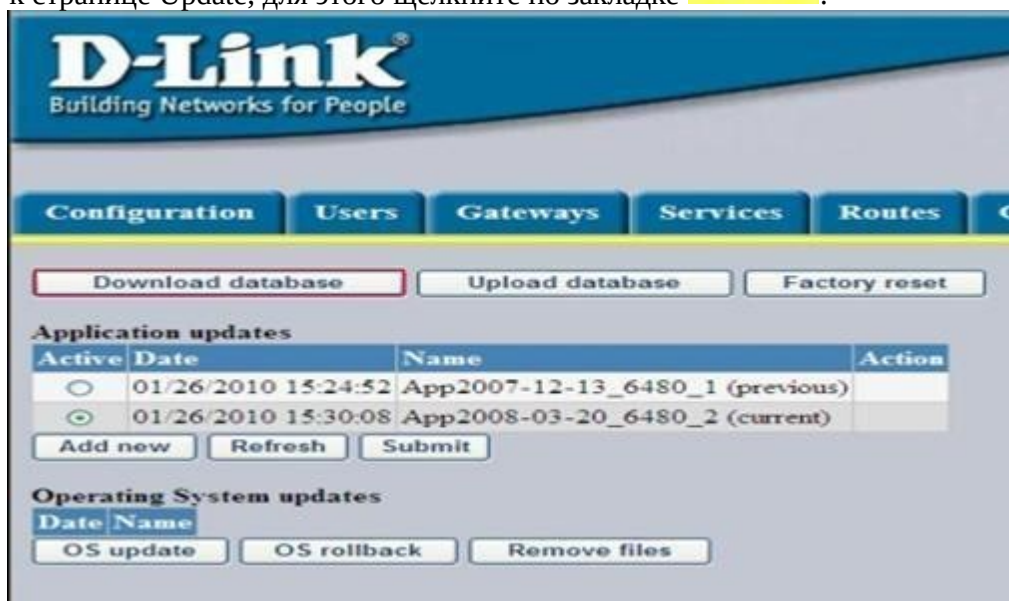 к странице Update, для этого щелкните по закладке .
D-Link®
Building Networks for People
Configuration Users Gateways Services Routes
Download database Upload database Factory reset
Application updates
Active Date Name Action
01/26/2010 15:24:52 App2007-12-13_6480_1 (previous)
01/26/2010 15:30:08 App2008-03-20_6480_2 (current)
Add new Refresh Submit
Operating System updates
Date Name
OS update OS rollback Remove files